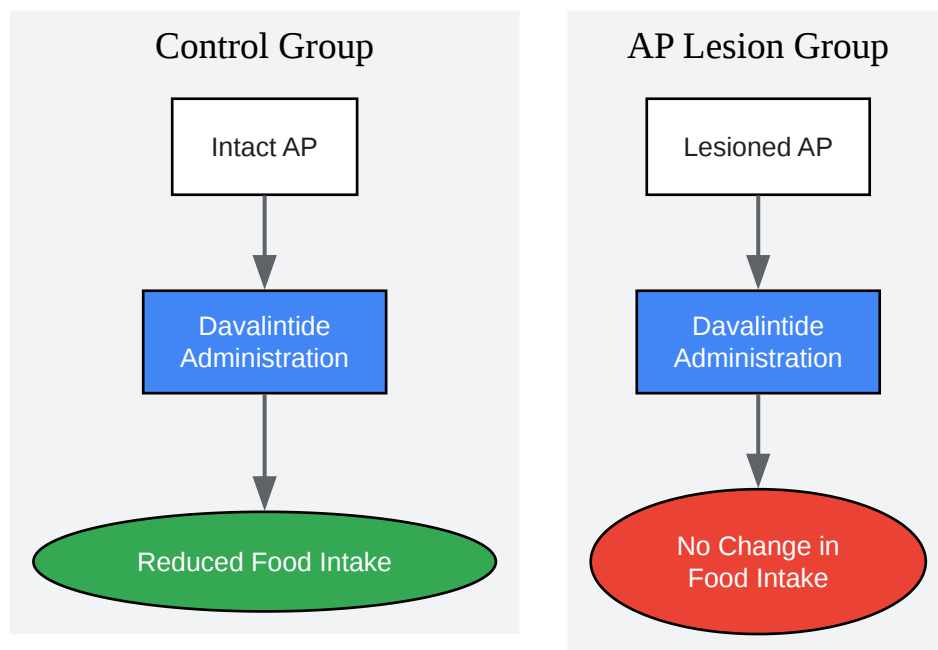 Control Group
Intact AP
Davalintide
Administration
Reduced Food Intake
AP Lesion Group
Lesioned AP
Davalintide
Administration
No Change in
Food Intake